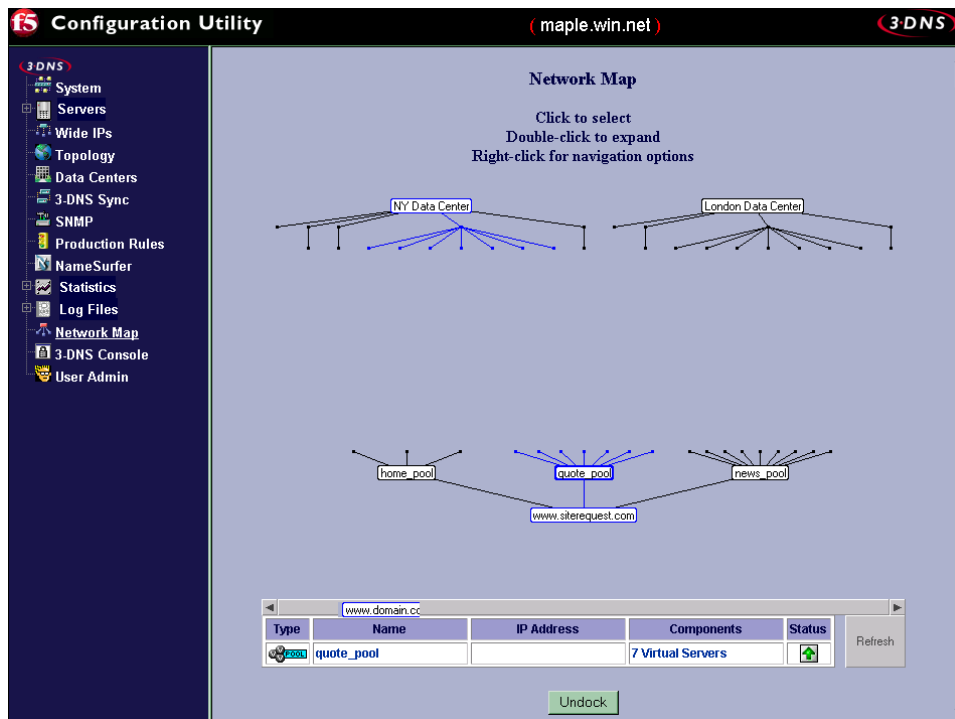 f5 Configuration Utility
( maple.win.net )
(3·DNS)
(3·DNS)
System
Servers
Wide IPs
Topology
Data Centers
3-DNS Sync
SNMP
Production Rules
NameSurfer
Statistics
Log Files
Network Map
3-DNS Console
User Admin
Network Map
Click to select
Double-click to expand
Right-click for navigation options
NY Data Center
London Data Center
home_pool
quote_pool
news_pool
www.siterequest.com
www.domain.cc
Type Name IP Address Components Status
POOL quote_pool 7 Virtual Servers
Refresh
Undock